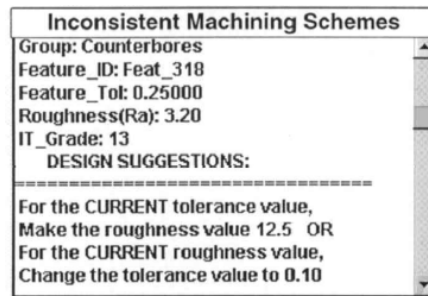 Inconsistent Machining Schemes
Group: Counterbores
Feature_ID: Feat_318
Feature_Tol: 0.25000
Roughness(Ra): 3.20
IT_Grade: 13
DESIGN SUGGESTIONS:
==================================
For the CURRENT tolerance value,
Make the roughness value 12.5 OR
For the CURRENT roughness value,
Change the tolerance value to 0.10